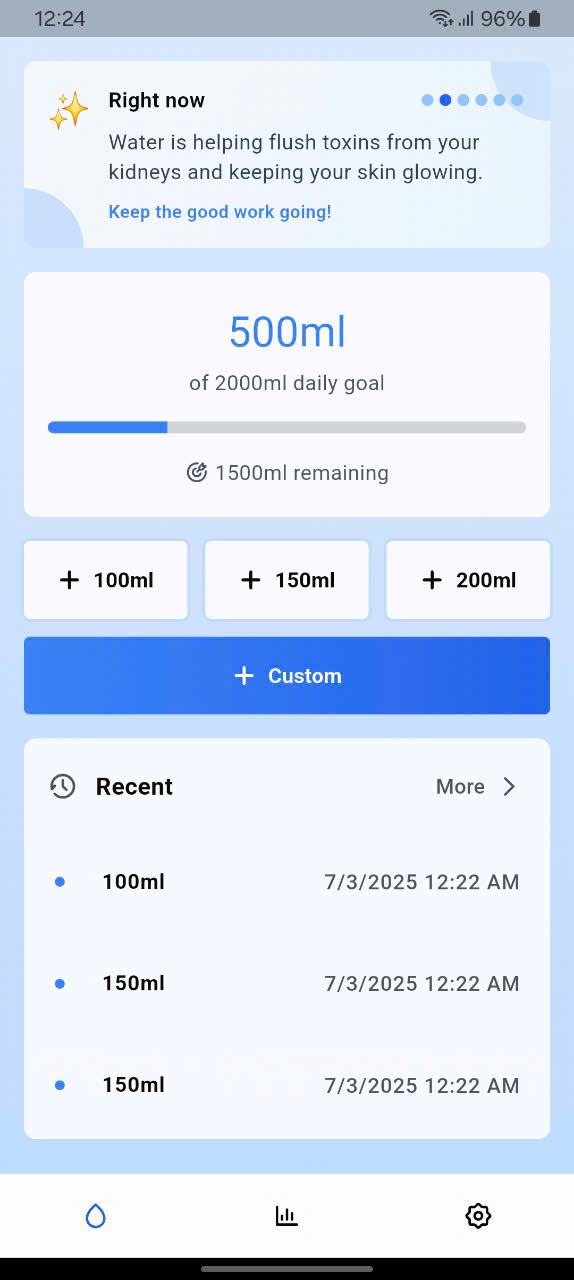 12:24 96%
Right now
Water is helping flush toxins from your
kidneys and keeping your skin glowing.
Keep the good work going!
500ml
of 2000ml daily goal
1500ml remaining
+ 100ml + 150ml + 200ml
+ Custom
Recent More
100ml 7/3/2025 12:22 AM
150ml 7/3/2025 12:22 AM
150ml 7/3/2025 12:22 AM